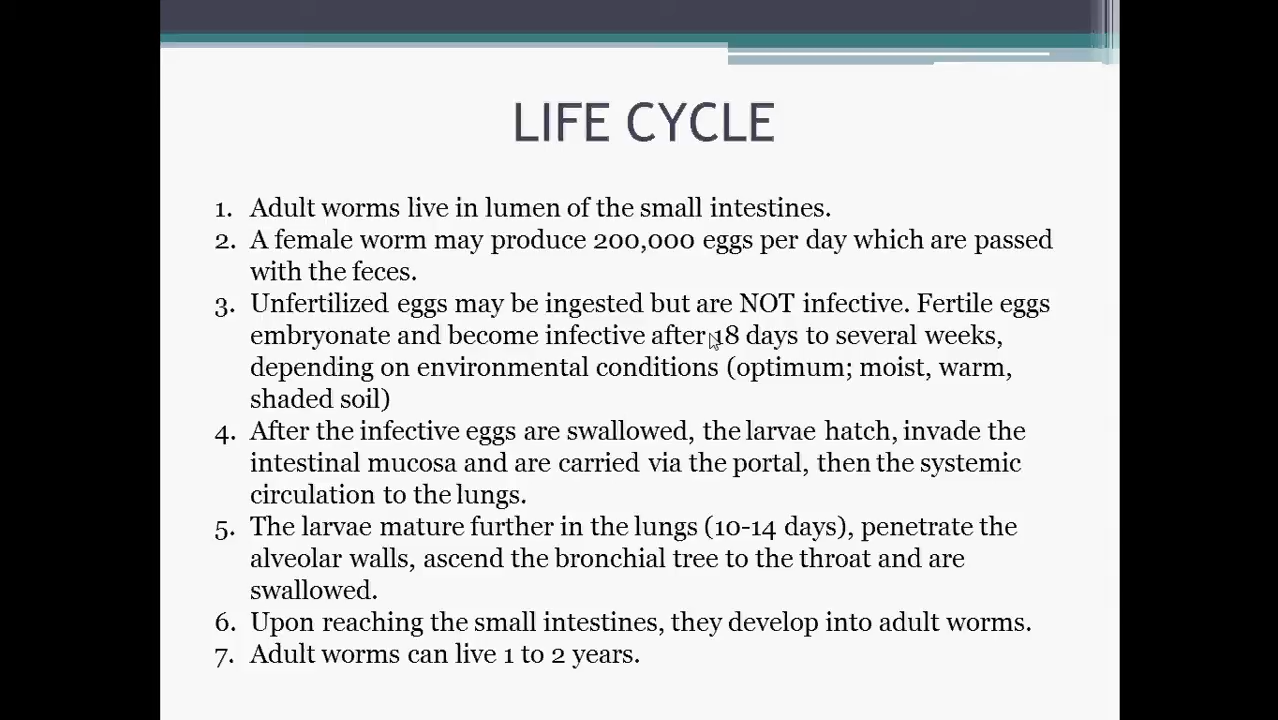 LIFE CYCLE
1. Adult worms live in lumen of the small intestines.
2. A female worm may produce 200,000 eggs per day which are passed
with the feces.
3. Unfertilized eggs may be ingested but are NOT infective. Fertile eggs
embryonate and become infective after 18 days to several weeks,
depending on environmental conditions (optimum; moist, warm,
shaded soil)
4. After the infective eggs are swallowed, the larvae hatch, invade the
intestinal mucosa and are carried via the portal, then the systemic
circulation to the lungs.
5. The larvae mature further in the lungs (10-14 days), penetrate the
alveolar walls, ascend the bronchial tree to the throat and are
swallowed.
6. Upon reaching the small intestines, they develop into adult worms.
7. Adult worms can live 1 to 2 years.